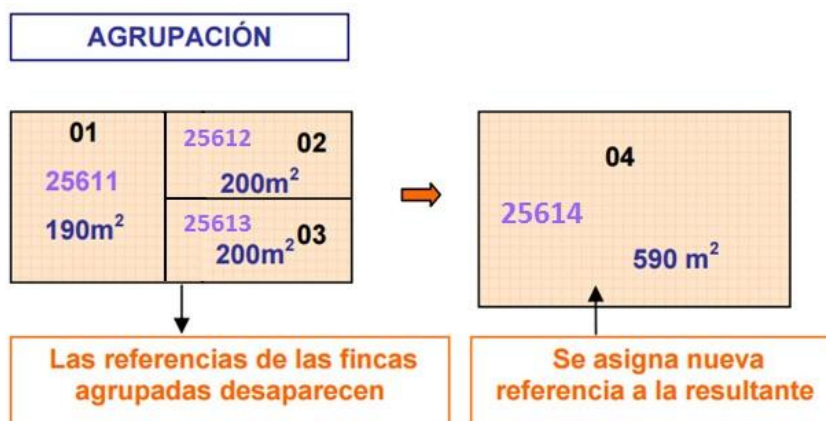 AGRUPACIÓN
01
25611
190m²
25612
02
200m²
25613
03
200m²
04
25614
590 m²
Las referencias de las fincas
agrupadas desaparecen
Se asigna nueva
referencia a la resultante